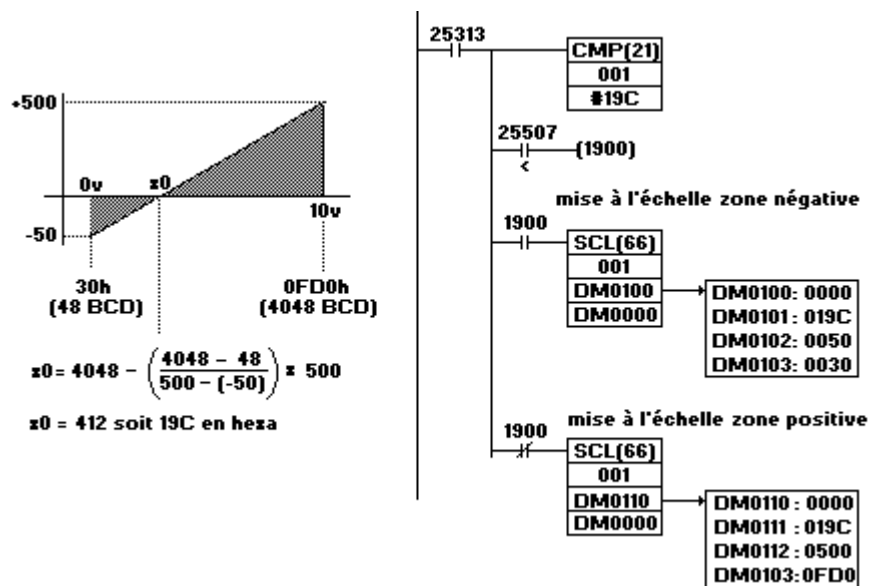 +500
0v
x0
10v
-50
30h
(48 BCD)
0FD0h
(4048 BCD)
x0= 4048 - ( 4048 - 48 / 500 - (-50) ) x 500
x0 = 412 soit 19C en hexa
25313
CMP(21)
001
#19C
25507
<
(1900)
mise à l'échelle zone négative
1900
SCL(66)
001
DM0100
DM0000
DM0100: 0000
DM0101 : 019C
DM0102: 0050
DM0103: 0030
mise à l'échelle zone positive
1900
SCL(66)
001
DM0110
DM0000
DM0110 : 0000
DM0111 : 019C
DM0112 : 0500
DM0103:0FD0